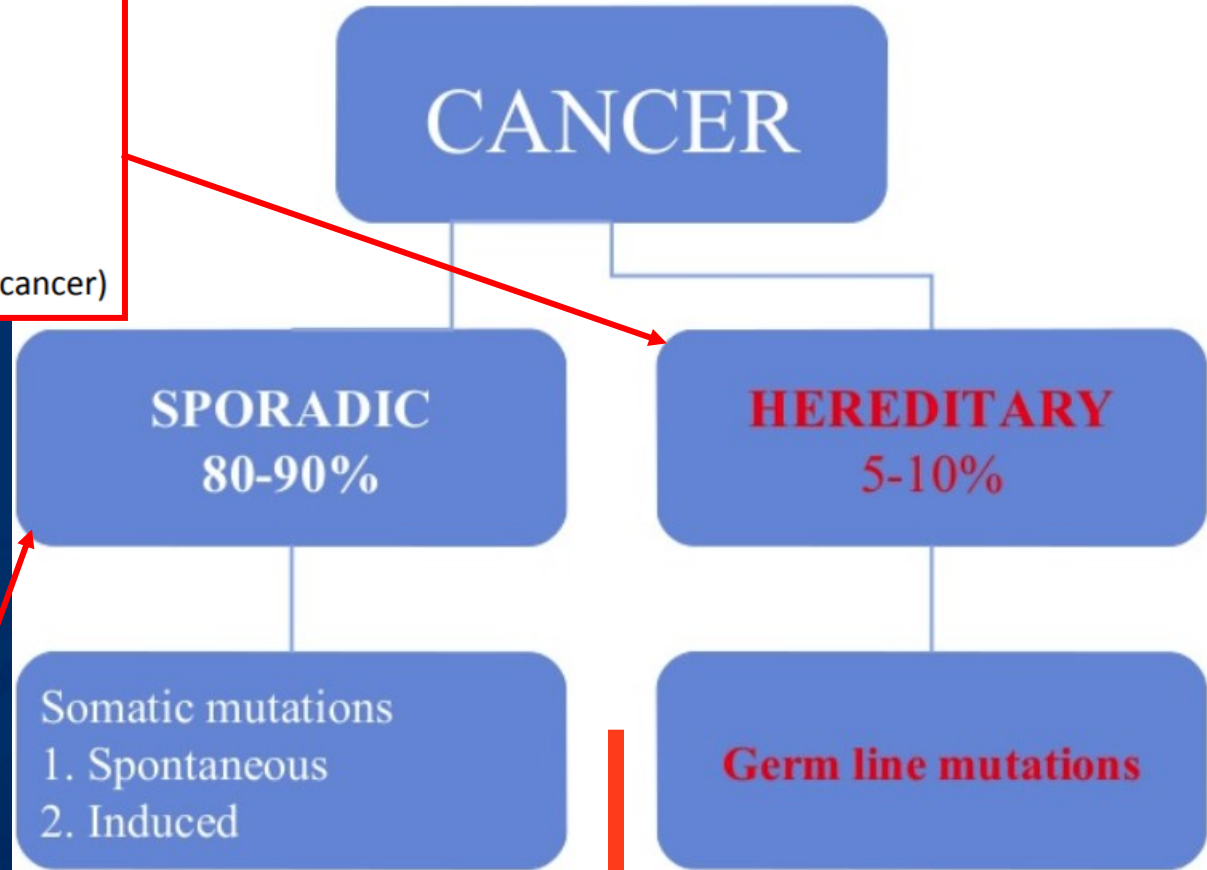 CANCER
cancer)
SPORADIC
80-90%
HEREDITARY
5-10%
Somatic mutations
1. Spontaneous
2. Induced
Germ line mutations